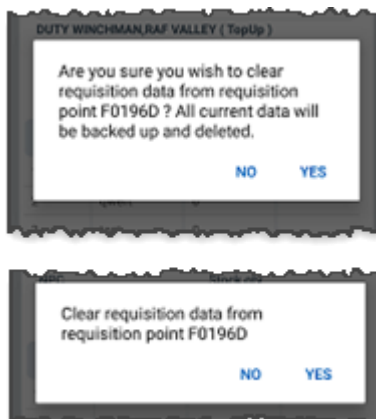 DUTY WINCHMAN,RAF VALLEY ( TopUp )
Are you sure you wish to clear
requisition data from requisition
point F0196D ? All current data will
be backed up and deleted.
NO YES
Clear requisition data from
requisition point F0196D
NO YES